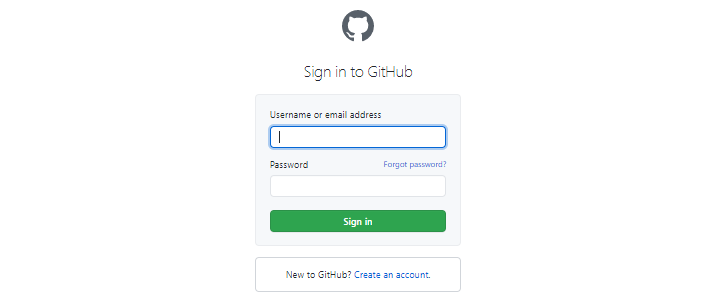 Sign in to GitHub
Username or email address
Password Forgot password?
Sign in
New to GitHub? Create an account.